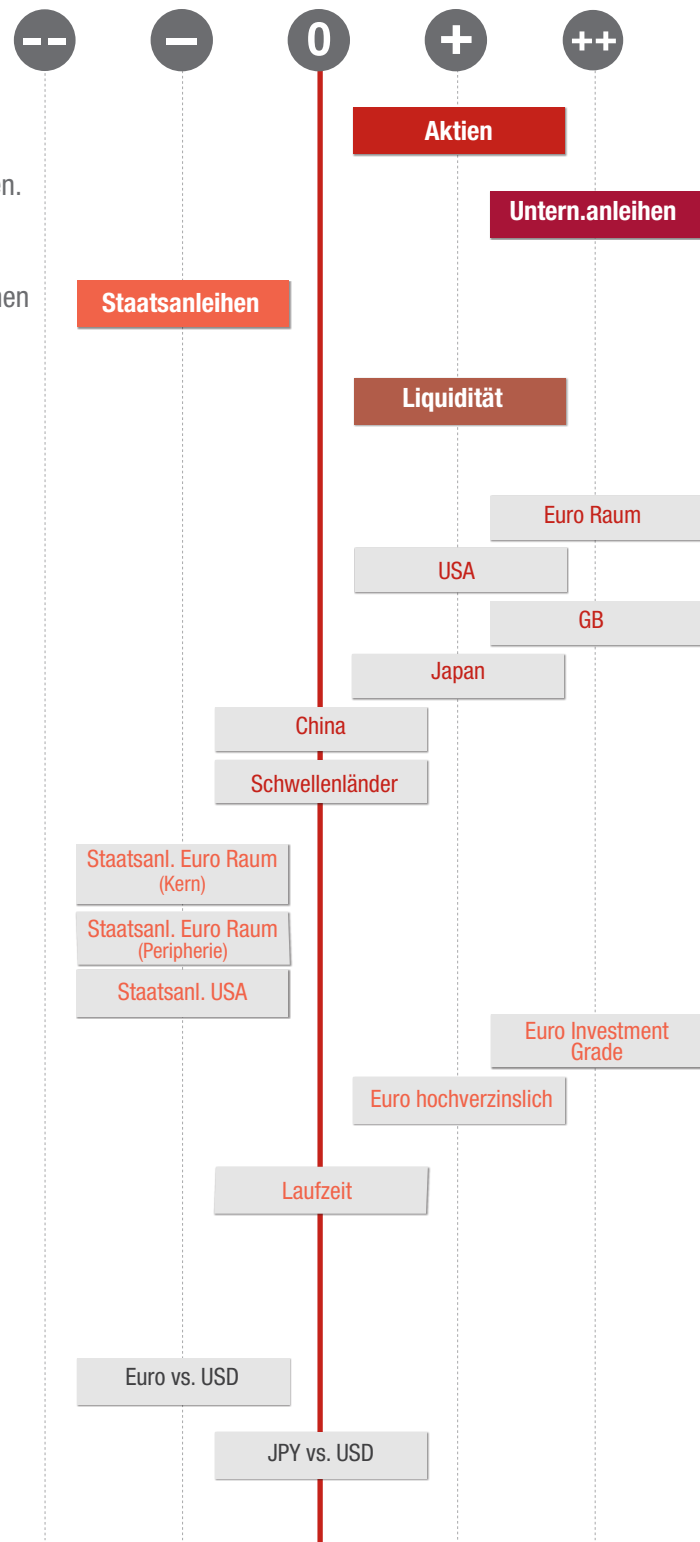 -- – 0 + ++
Aktien
en.
Untern.anleihen
Staatsanleihen
Liquidität
Euro Raum
USA
GB
Japan
China
Schwellenländer
Staatsanl. Euro Raum
(Kern)
Staatsanl. Euro Raum
(Peripherie)
Staatsanl. USA
Euro Investment
Grade
Euro hochverzinslich
Laufzeit
Euro vs. USD
JPY vs. USD